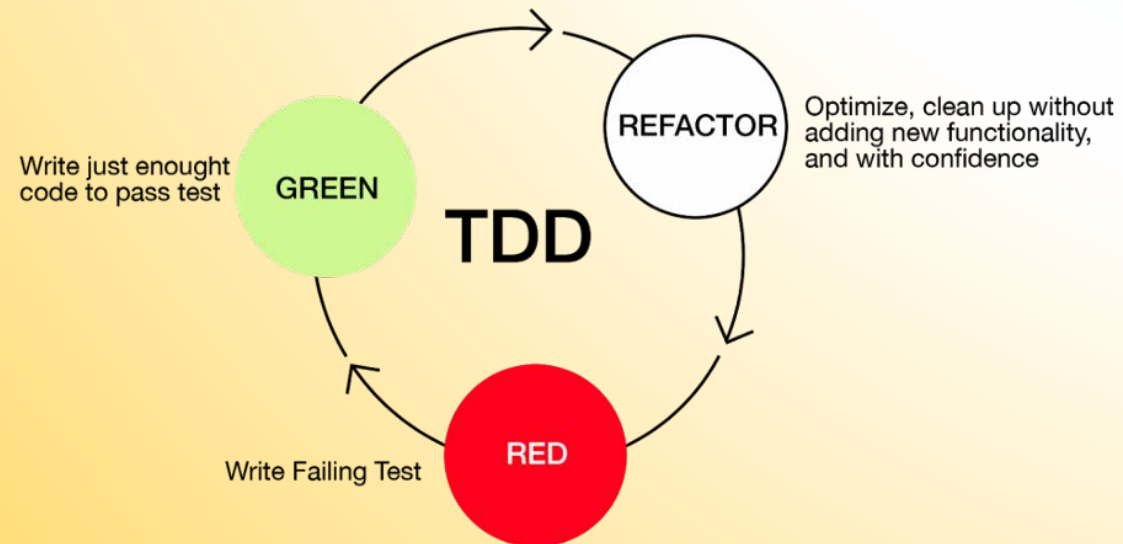 REFACTOR
Optimize, clean up without
adding new functionality,
and with confidence
Write just enought
code to pass test
GREEN
TDD
RED
Write Failing Test